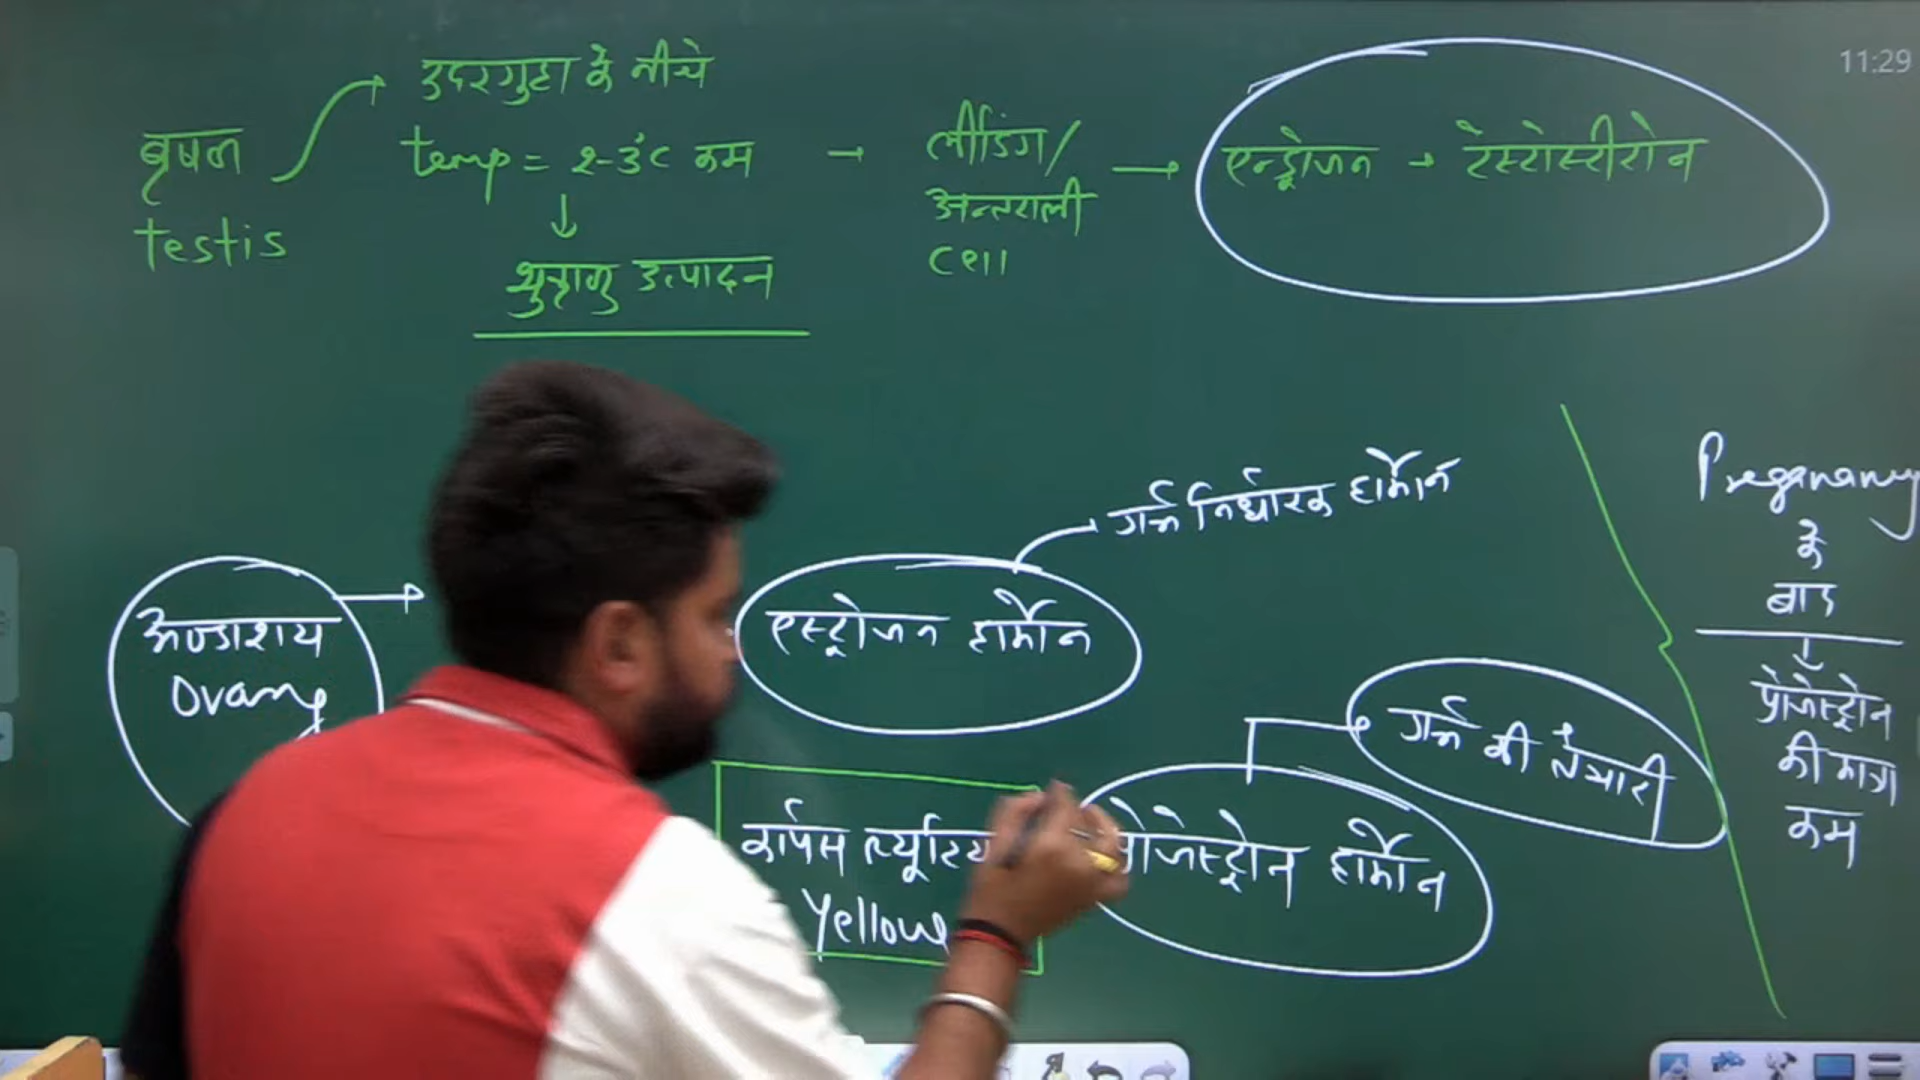 11:29
उदरगुहा के नीचे
वृषण
testis
temp = 2-3°c कम
↓
शुक्राणु उत्पादन
→ लीडिंग/
अन्तराली
cell
→ एन्ड्रोजन → टेस्टोस्टीरोन
गर्भ निर्धारक हार्मोन
अण्डाशय
Ovary
एस्ट्रोजन हार्मोन
गर्भ की तैयारी
कार्पस ल्यूटिय
Yellow
प्रोजेस्ट्रोन हार्मोन
Pregnancy
के
बाद
↓
प्रोजेस्ट्रोन
की मात्रा
कम